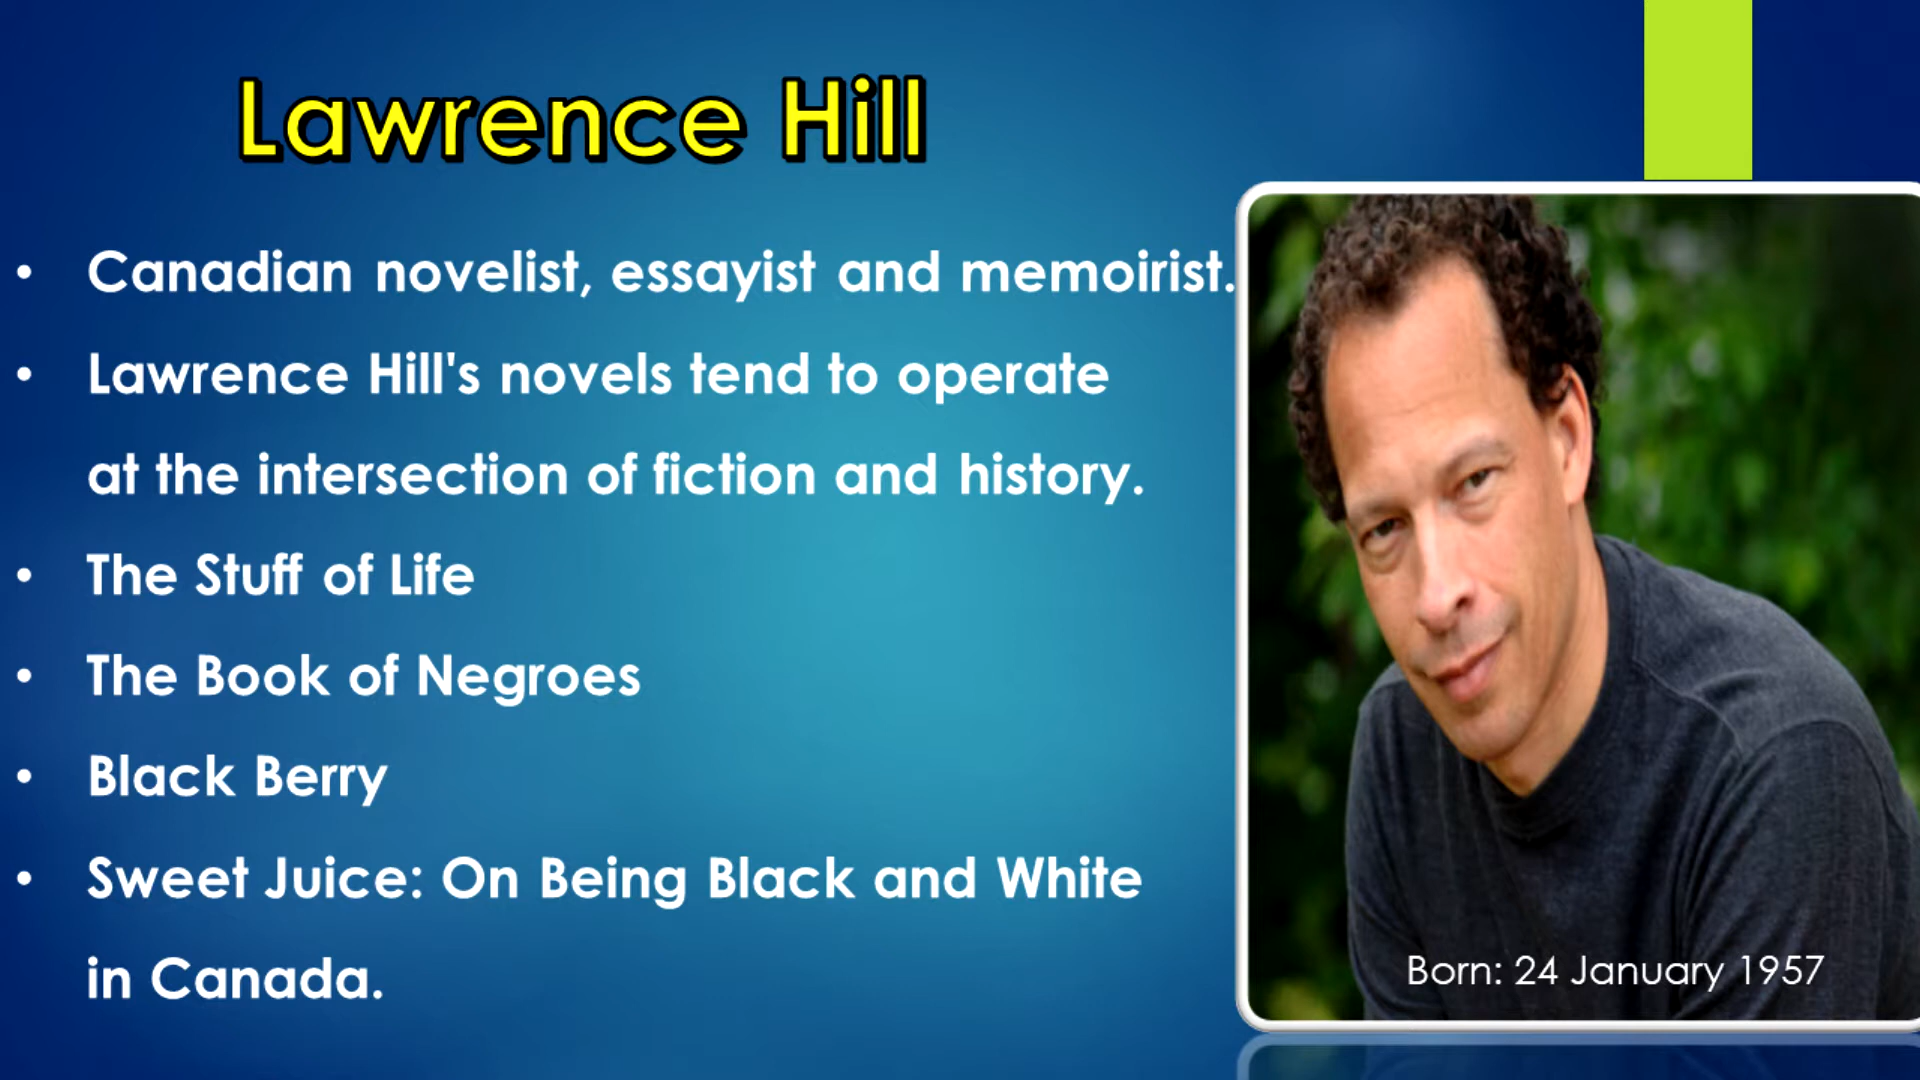 Lawrence Hill
• Canadian novelist, essayist and memoirist.
• Lawrence Hill's novels tend to operate
at the intersection of fiction and history.
• The Stuff of Life
• The Book of Negroes
• Black Berry
• Sweet Juice: On Being Black and White
in Canada.
Born: 24 January 1957